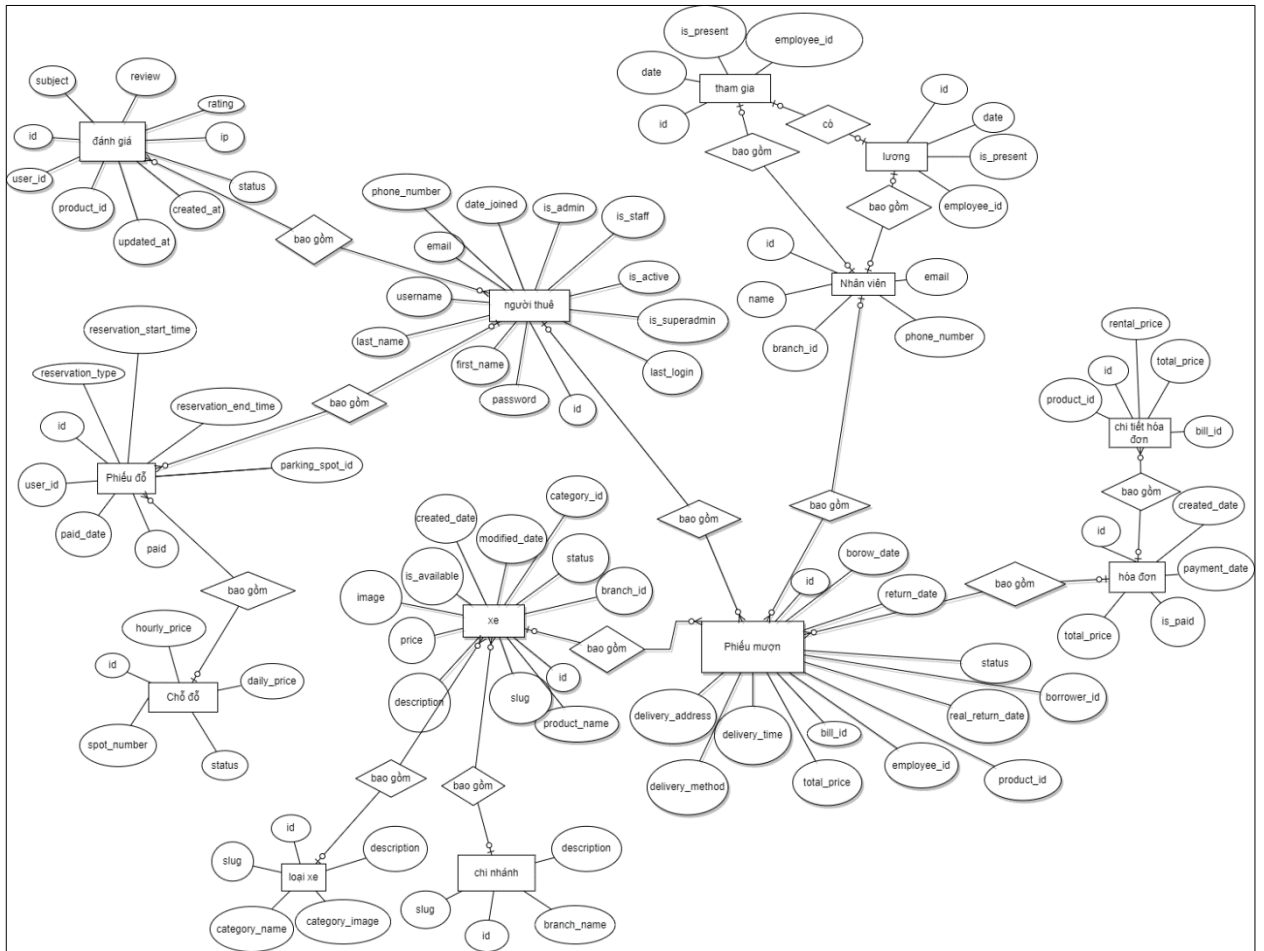 is_present
employee_id
date
tham gia
id
subject
review
rating
đánh giá
id
ip
user_id
status
product_id
created_at
updated_at
bao gồm
có
id
date
lương
is_present
employee_id
bao gồm
bao gồm
phone_number
date_joined
is_admin
is_staff
email
is_active
username
người thuê
is_superadmin
last_name
first_name
last_login
password
id
id
email
Nhân viên
name
branch_id
phone_number
reservation_start_time
reservation_type
bao gồm
reservation_end_time
id
parking_spot_id
Phiếu đỗ
user_id
paid_date
paid
bao gồm
hourly_price
id
daily_price
Chỗ đỗ
spot_number
status
rental_price
id
total_price
product_id
chi tiết hóa
đơn
bill_id
bao gồm
created_date
id
hóa đơn
payment_date
total_price
is_paid
bao gồm
bao gồm
bao gồm
category_id
created_date
modified_date
status
is_available
image
branch_id
xe
price
description
id
slug
product_name
bao gồm
borow_date
id
return_date
Phiếu mượn
status
borrower_id
delivery_address
real_return_date
delivery_time
bill_id
employee_id
product_id
delivery_method
total_price
bao gồm
bao gồm
id
slug
description
loại xe
category_name
category_image
description
chi nhánh
slug
branch_name
id